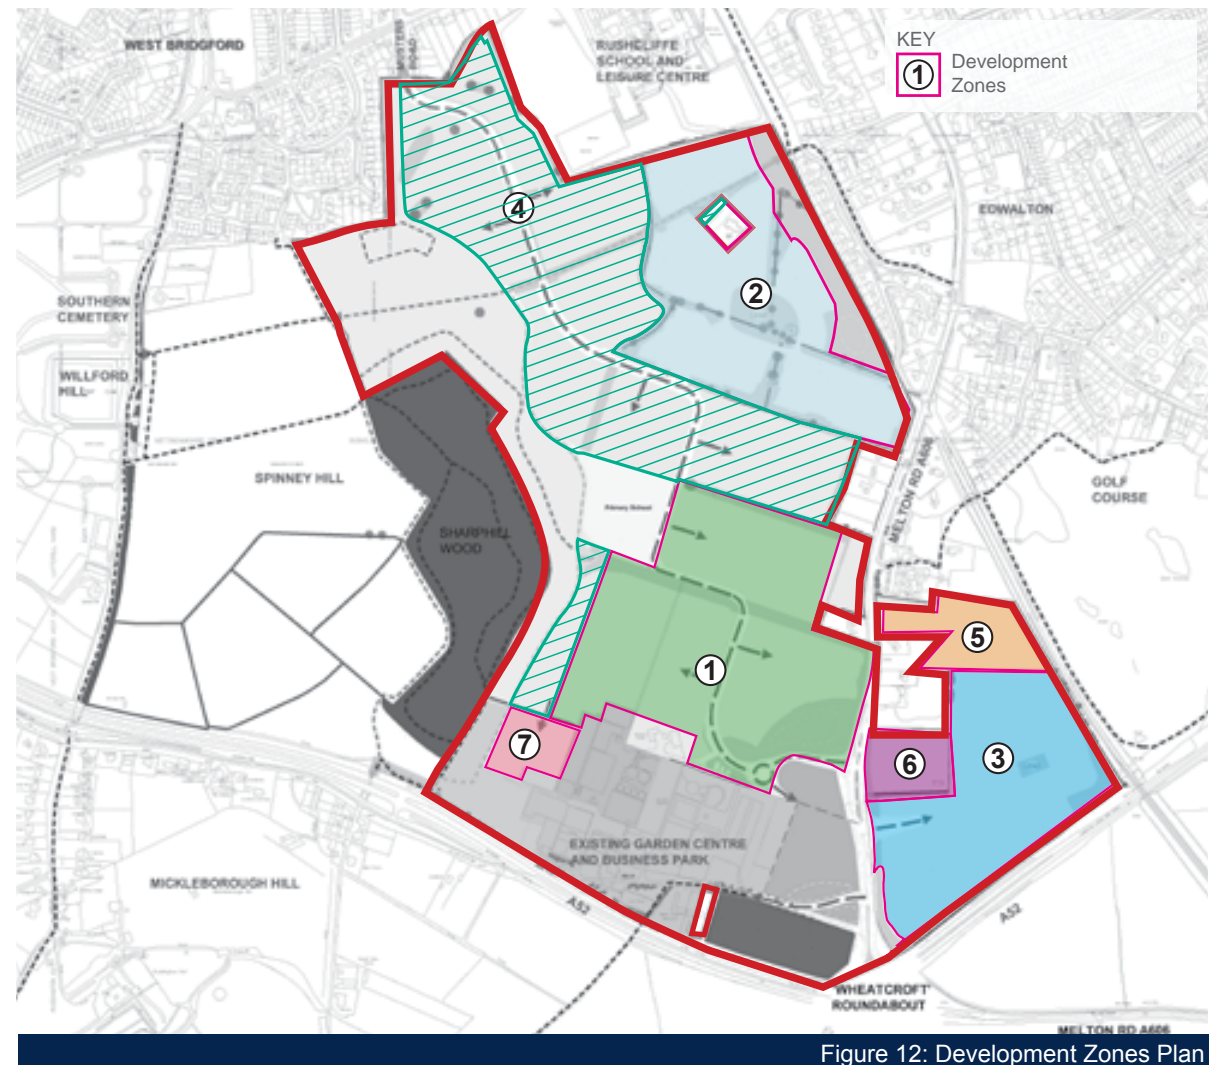 WEST BRIDGFORD
MUSTERS
ROAD
RUSHCLIFFE
SCHOOL AND
LEISURE CENTRE
KEY
1
Development
Zones
4
EDWALTON
2
SOUTHERN
CEMETERY
WILLFORD
HILL
MELTON RD A606
SPINNEY HILL
GOLF
COURSE
Primary School
SHARPHILL
WOOD
5
1
7
6
3
EXISTING GARDEN CENTRE
AND BUSINESS PARK
MICKLEBOROUGH HILL
A52
A52
'WHEATCROFT'
ROUNDABOUT
MELTON RD A606
Figure 12: Development Zones Plan